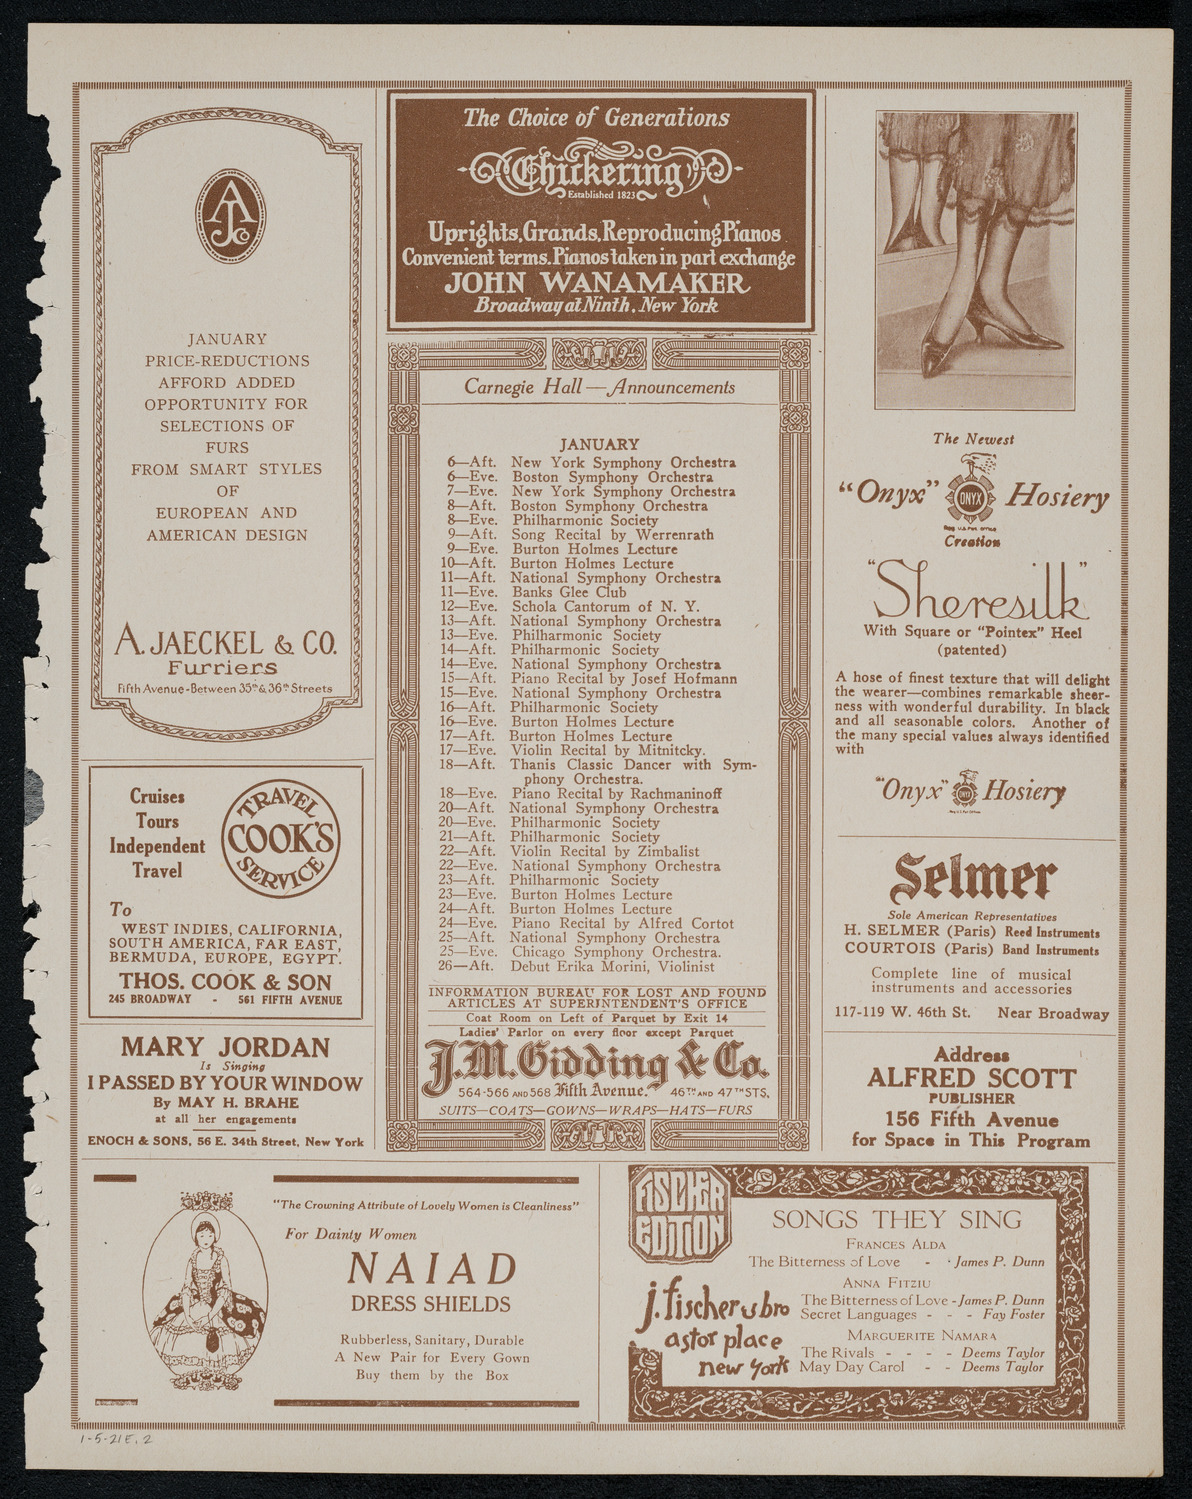 AJCo
JANUARY
PRICE-REDUCTIONS
AFFORD ADDED
OPPORTUNITY FOR
SELECTIONS OF
FURS
FROM SMART STYLES
OF
EUROPEAN AND
AMERICAN DESIGN
A. JAECKEL & CO.
Furriers
Fifth Avenue-Between 35th & 36th Streets
Cruises
Tours
Independent
Travel
TRAVEL
COOK'S
SERVICE
To
WEST INDIES, CALIFORNIA,
SOUTH AMERICA, FAR EAST,
BERMUDA, EUROPE, EGYPT.
THOS. COOK & SON
245 BROADWAY - 561 FIFTH AVENUE
MARY JORDAN
Is Singing
I PASSED BY YOUR WINDOW
By MAY H. BRAHE
at all her engagements
ENOCH & SONS, 56 E. 34th Street, New York
The Choice of Generations
Chickering
Established 1823
Uprights, Grands, Reproducing Pianos
Convenient terms. Pianos taken in part exchange
JOHN WANAMAKER
Broadway at Ninth, New York
Carnegie Hall — Announcements
JANUARY
6—Aft. New York Symphony Orchestra
6—Eve. Boston Symphony Orchestra
7—Eve. New York Symphony Orchestra
8—Aft. Boston Symphony Orchestra
8—Eve. Philharmonic Society
9—Aft. Song Recital by Werrenrath
9—Eve. Burton Holmes Lecture
10—Aft. Burton Holmes Lecture
11—Aft. National Symphony Orchestra
11—Eve. Banks Glee Club
12—Eve. Schola Cantorum of N. Y.
13—Aft. National Symphony Orchestra
13—Eve. Philharmonic Society
14—Aft. Philharmonic Society
14—Eve. National Symphony Orchestra
15—Aft. Piano Recital by Josef Hofmann
15—Eve. National Symphony Orchestra
16—Aft. Philharmonic Society
16—Eve. Burton Holmes Lecture
17—Aft. Burton Holmes Lecture
17—Eve. Violin Recital by Mitnitcky.
18—Aft. Thanis Classic Dancer with Sym-
phony Orchestra.
18—Eve. Piano Recital by Rachmaninoff
20—Aft. National Symphony Orchestra
20—Eve. Philharmonic Society
21—Aft. Philharmonic Society
22—Aft. Violin Recital by Zimbalist
22—Eve. National Symphony Orchestra
23—Aft. Philharmonic Society
23—Eve. Burton Holmes Lecture
24—Aft. Burton Holmes Lecture
24—Eve. Piano Recital by Alfred Cortot
25—Aft. National Symphony Orchestra
25—Eve. Chicago Symphony Orchestra.
26—Aft. Debut Erika Morini, Violinist
INFORMATION BUREAU FOR LOST AND FOUND
ARTICLES AT SUPERINTENDENT'S OFFICE
Coat Room on Left of Parquet by Exit 14
Ladies' Parlor on every floor except Parquet
J.M. Gidding & Co.
564-566 AND 568 Fifth Avenue. 46TH AND 47TH STS.
SUITS—COATS—GOWNS—WRAPS—HATS—FURS
The Newest
"Onyx" ONYX Hosiery
Reg. U.S. Pat. Office
Creation
"Sheresilk"
With Square or "Pointex" Heel
(patented)
A hose of finest texture that will delight
the wearer—combines remarkable sheer-
ness with wonderful durability. In black
and all seasonable colors. Another of
the many special values always identified
with
"Onyx" ONYX Hosiery
Selmer
Sole American Representatives
H. SELMER (Paris) Reed Instruments
COURTOIS (Paris) Band Instruments
Complete line of musical
instruments and accessories
117-119 W. 46th St. Near Broadway
Address
ALFRED SCOTT
PUBLISHER
156 Fifth Avenue
for Space in This Program
"The Crowning Attribute of Lovely Women is Cleanliness"
For Dainty Women
NAIAD
DRESS SHIELDS
Rubberless, Sanitary, Durable
A New Pair for Every Gown
Buy them by the Box
FISCHER
EDITION
j. fischer & bro
astor place
new york
SONGS THEY SING
FRANCES ALDA
The Bitterness of Love - James P. Dunn
ANNA FITZIU
The Bitterness of Love - James P. Dunn
Secret Languages - - - Fay Foster
MARGUERITE NAMARA
The Rivals - - - - Deems Taylor
May Day Carol - - Deems Taylor
1-5-21E, 2